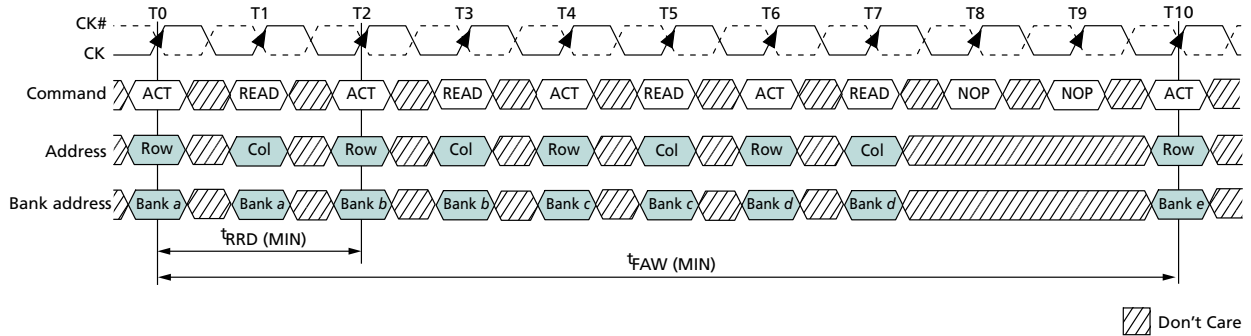 T0 T1 T2 T3 T4 T5 T6 T7 T8 T9 T10
CK#
CK
Command ACT READ ACT READ ACT READ ACT READ NOP NOP ACT
Address Row Col Row Col Row Col Row Col Row
Bank address Bank a Bank a Bank b Bank b Bank c Bank c Bank d Bank d Bank e
tRRD (MIN)
tFAW (MIN)
Don't Care